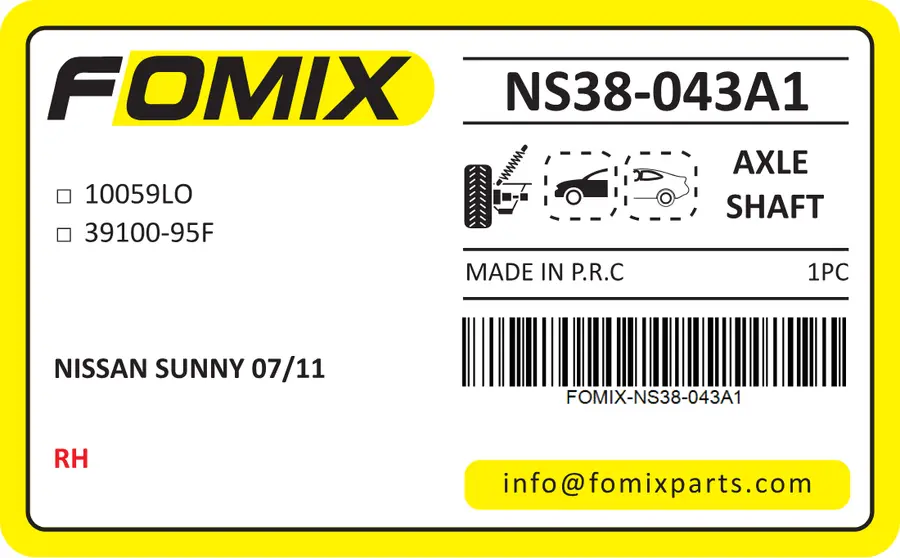 FOMIX
NS38-043A1
AXLE
SHAFT
□ 10059LO
□ 39100-95F
MADE IN P.R.C 1PC
NISSAN SUNNY 07/11
FOMIX-NS38-043A1
RH
info@fomixparts.com